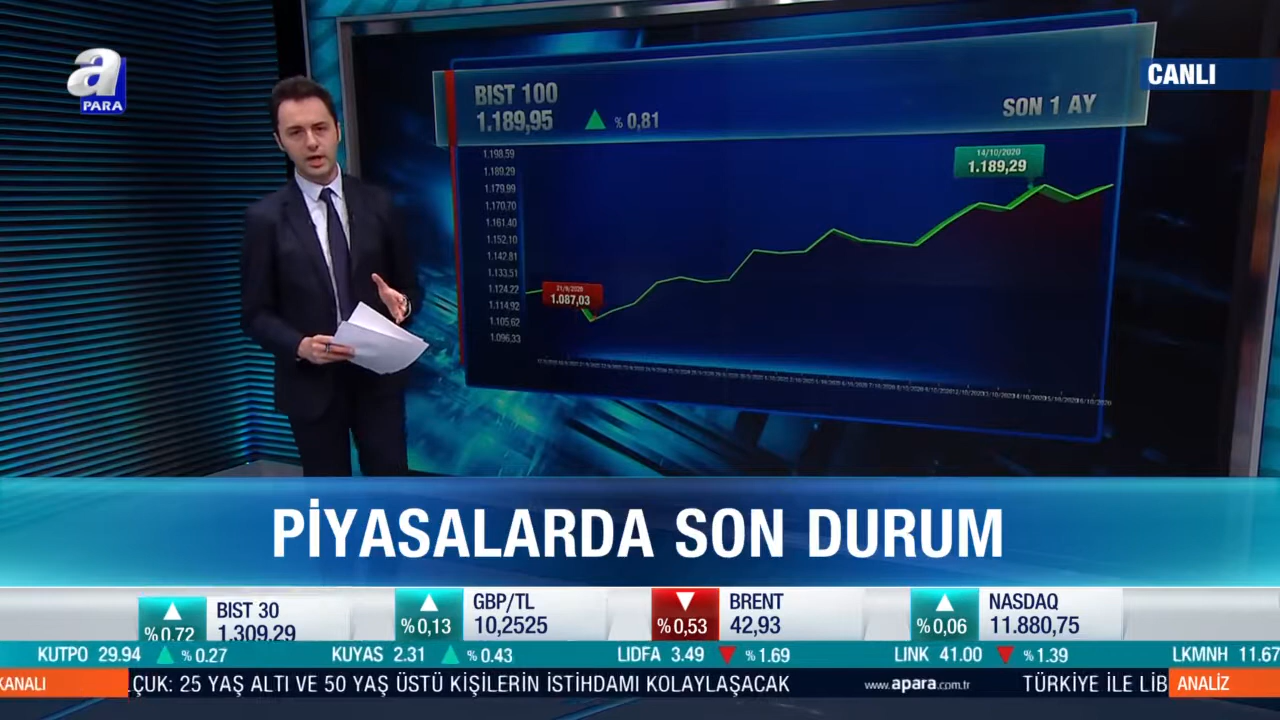 a
PARA
CANLI
BIST 100
1.189,95 % 0,81
SON 1 AY
1.198,59
1.189,29
1.179,99
1.170,70
1.161,40
1.152,10
1.142,81
1.133,51
1.124,22
1.114,92
1.105,62
1.096,33
14/10/2020
1.189,29
21/9/2020
1.087,03
PİYASALARDA SON DURUM
% 0,72 BIST 30 1.309,29
% 0,13 GBP/TL 10,2525
% 0,53 BRENT 42,93
% 0,06 NASDAQ 11.880,75
KUTPO 29.94 % 0.27 KUYAS 2.31 % 0.43 LIDFA 3.49 % 1.69 LINK 41.00 % 1.39 LKMNH 11.67
KANALI LÇUK: 25 YAŞ ALTI VE 50 YAŞ ÜSTÜ KİŞİLERİN İSTİHDAMI KOLAYLAŞACAK www.apara.com.tr TÜRKİYE İLE LİB ANALİZ